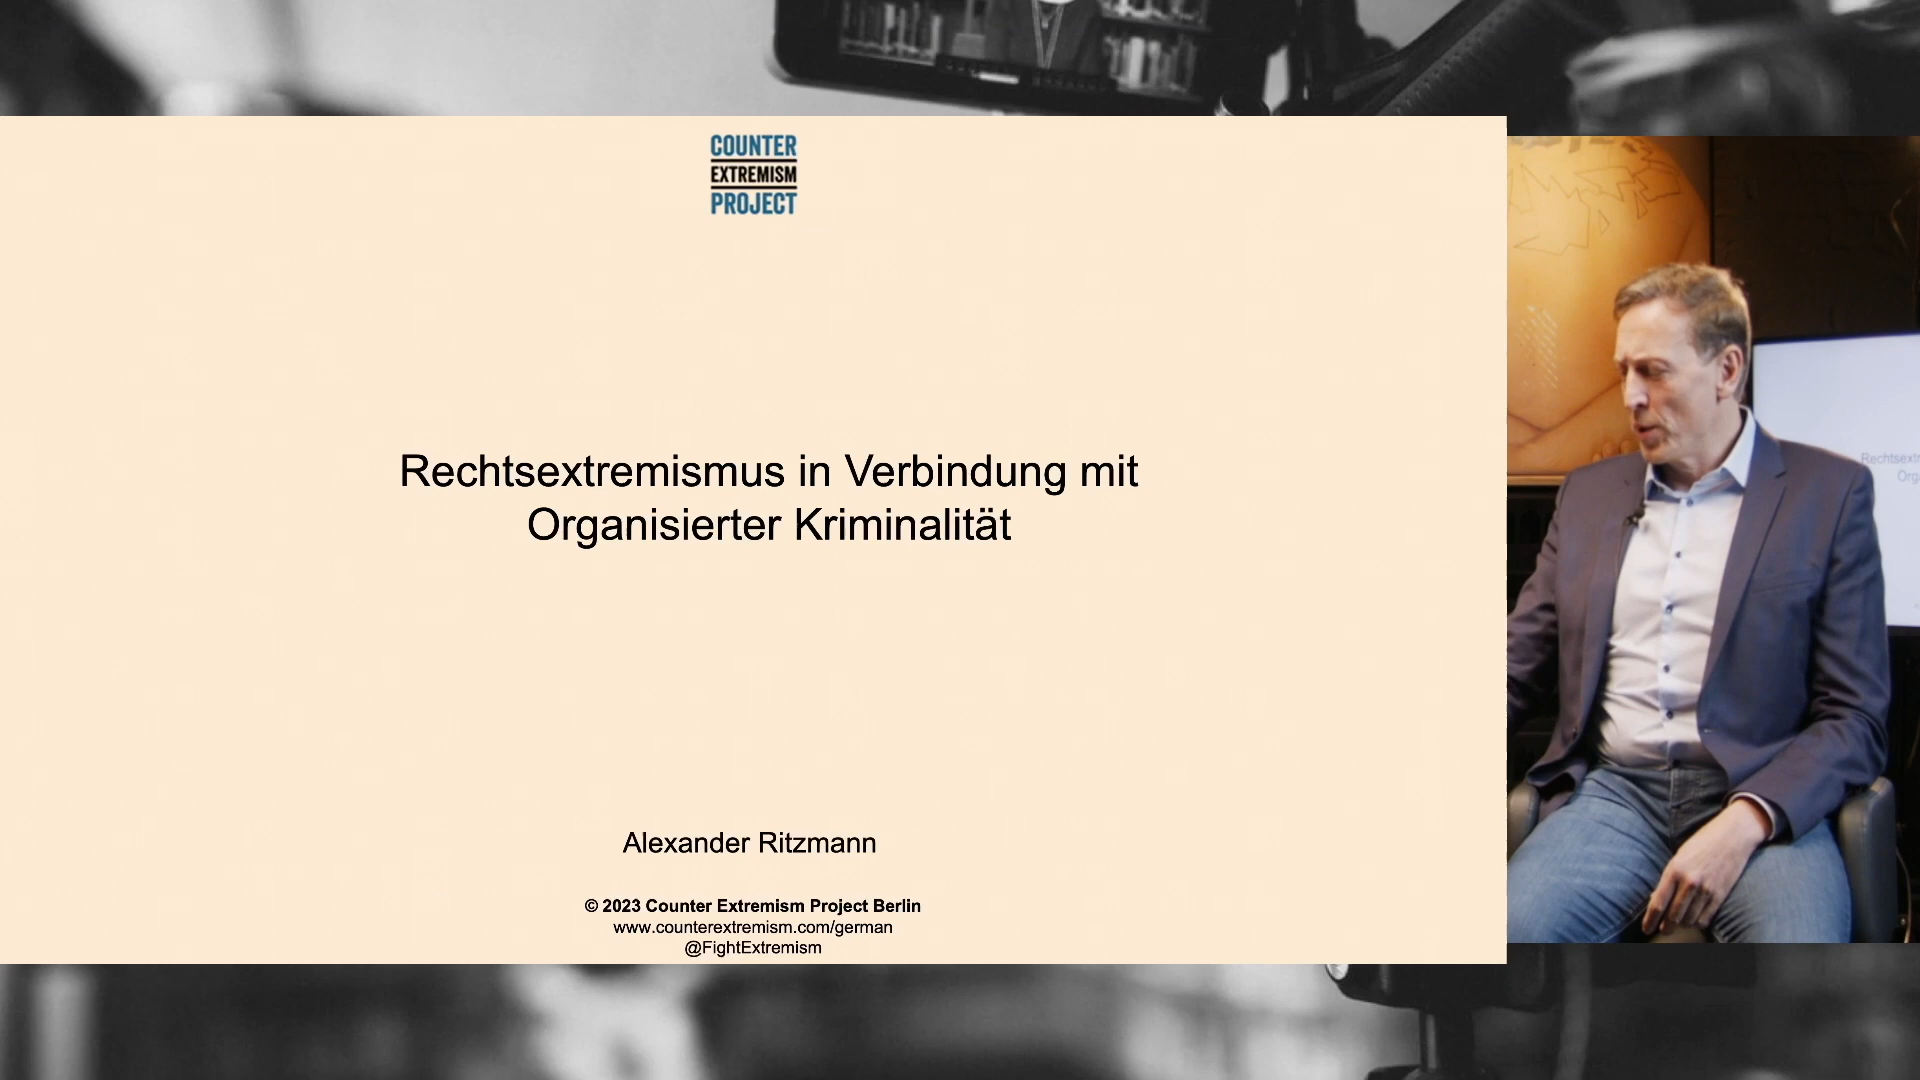 COUNTER
EXTREMISM
PROJECT
Rechtsextremismus in Verbindung mit
Organisierter Kriminalität
Alexander Ritzmann
© 2023 Counter Extremism Project Berlin
www.counterextremism.com/german
@FightExtremism